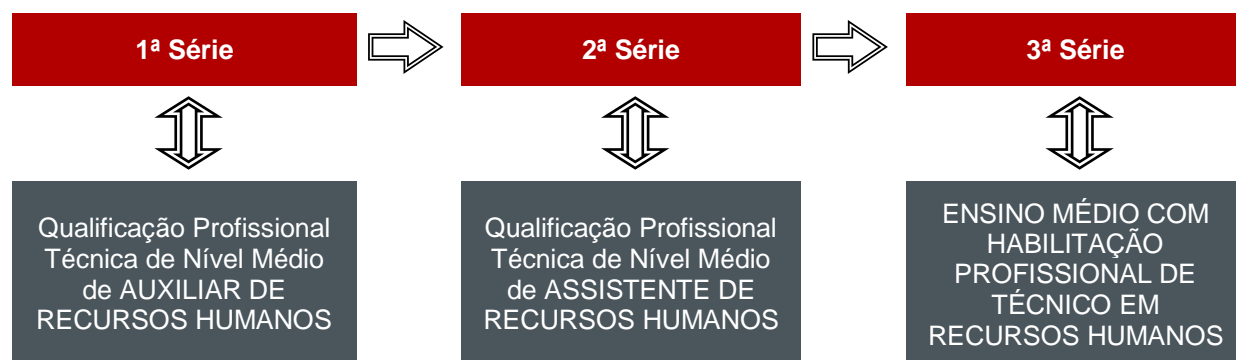 1ª Série
2ª Série
3ª Série
Qualificação Profissional
Técnica de Nível Médio
de AUXILIAR DE
RECURSOS HUMANOS
Qualificação Profissional
Técnica de Nível Médio
de ASSISTENTE DE
RECURSOS HUMANOS
ENSINO MÉDIO COM
HABILITAÇÃO
PROFISSIONAL DE
TÉCNICO EM
RECURSOS HUMANOS